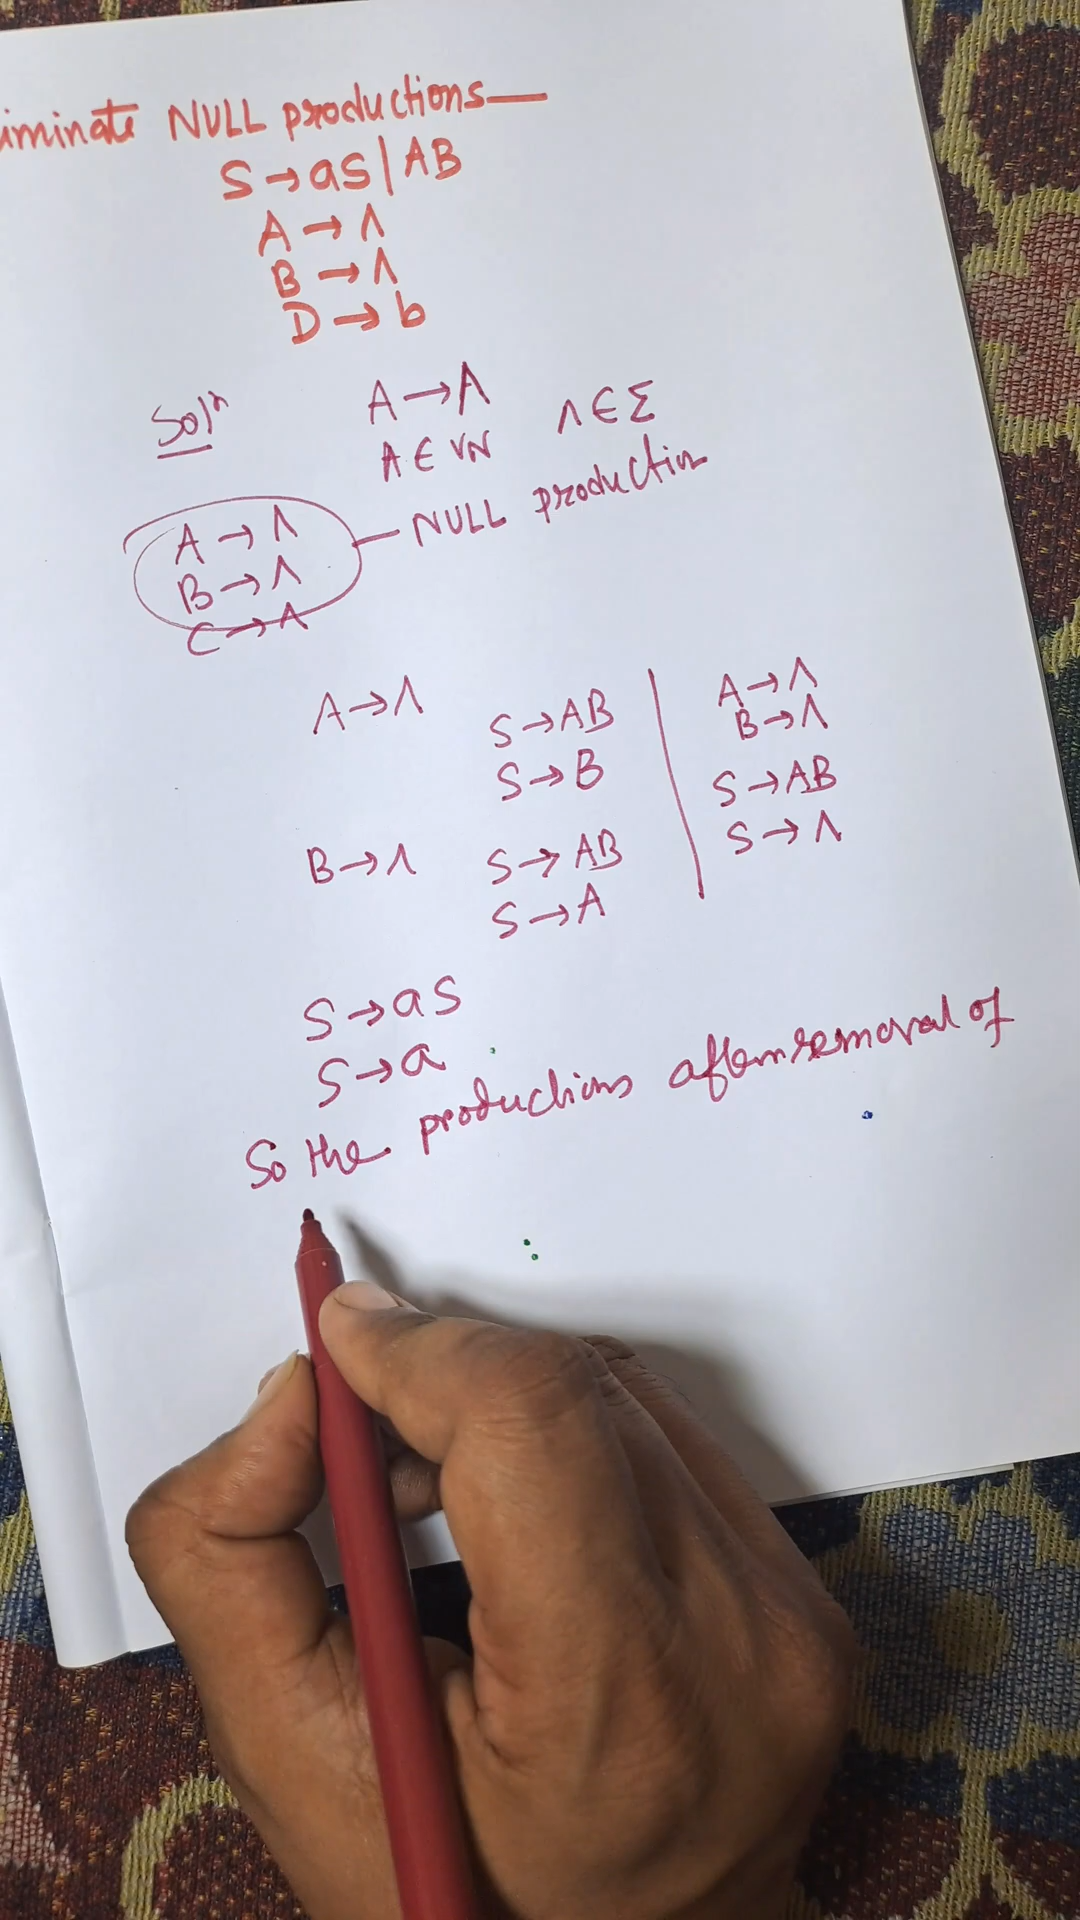 iminate NULL productions—
S→aS|AB
A→Λ
B→Λ
D→b
Soln
A→Λ
A∈VN Λ∈Σ
A→Λ
B→Λ — NULL production
C→Λ
A→Λ S→AB
S→B
B→Λ S→AB
S→A
A→Λ
B→Λ
S→AB
S→Λ
S→aS
S→a
So the productions after removal of